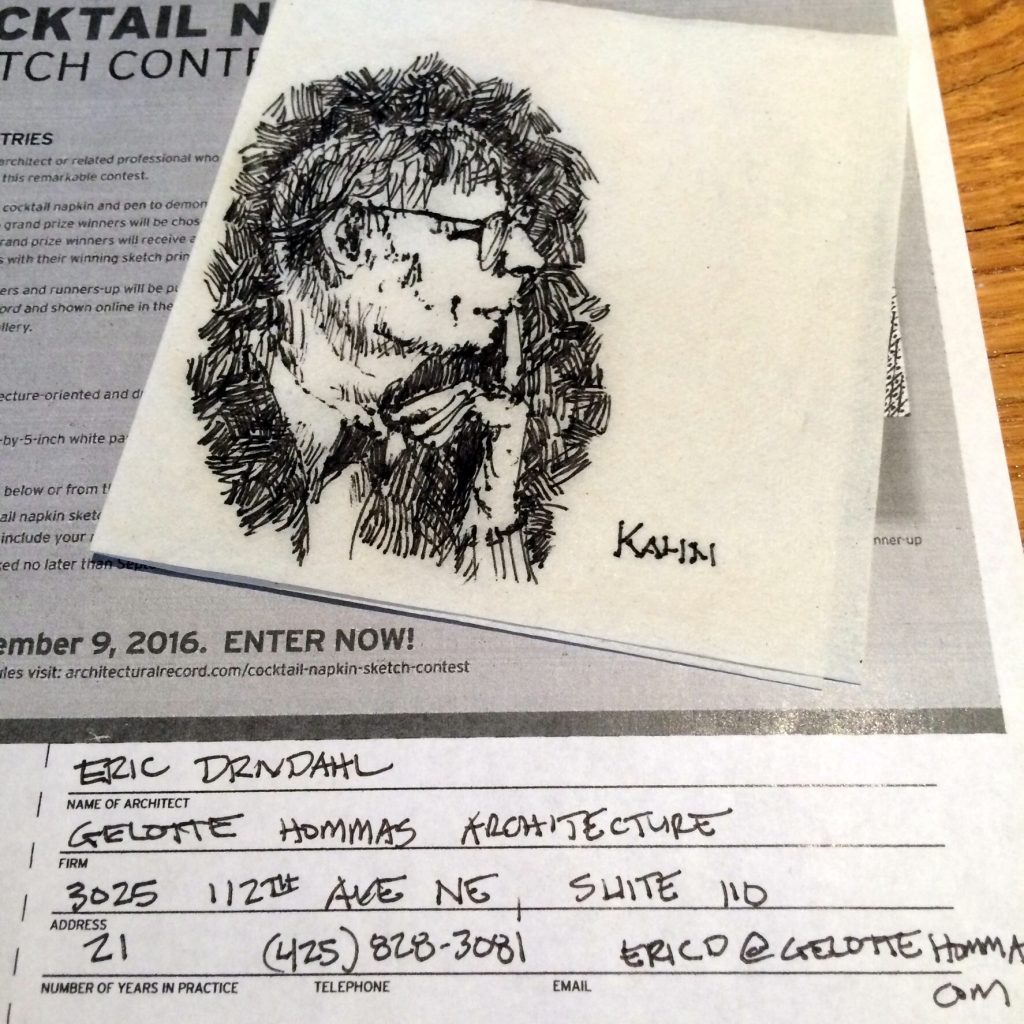 CKTAIL N
TCH CONTE
TRIES
architect or related professional who
this remarkable contest.
cocktail napkin and pen to demon
grand prize winners will be chos
rand prize winners will receive a
s with their winning sketch prin
ers and runners-up will be pu
ord and shown online in the
llery.
ecture-oriented and d
-by-5-inch white pa
below or from t
ail napkin sket
include your
ked no later than Sep
KAHN
nner-up
ember 9, 2016. ENTER NOW!
ules visit: architecturalrecord.com/cocktail-napkin-sketch-contest
ERIC DRNDAHL
NAME OF ARCHITECT
GELOTTE HOMMAS ARCHITECTURE
FIRM
3025 112TH AVE NE SUITE 110
ADDRESS
21 (425) 828-3081 ERICD@GELOTTEHOMMA
COM
NUMBER OF YEARS IN PRACTICE TELEPHONE EMAIL